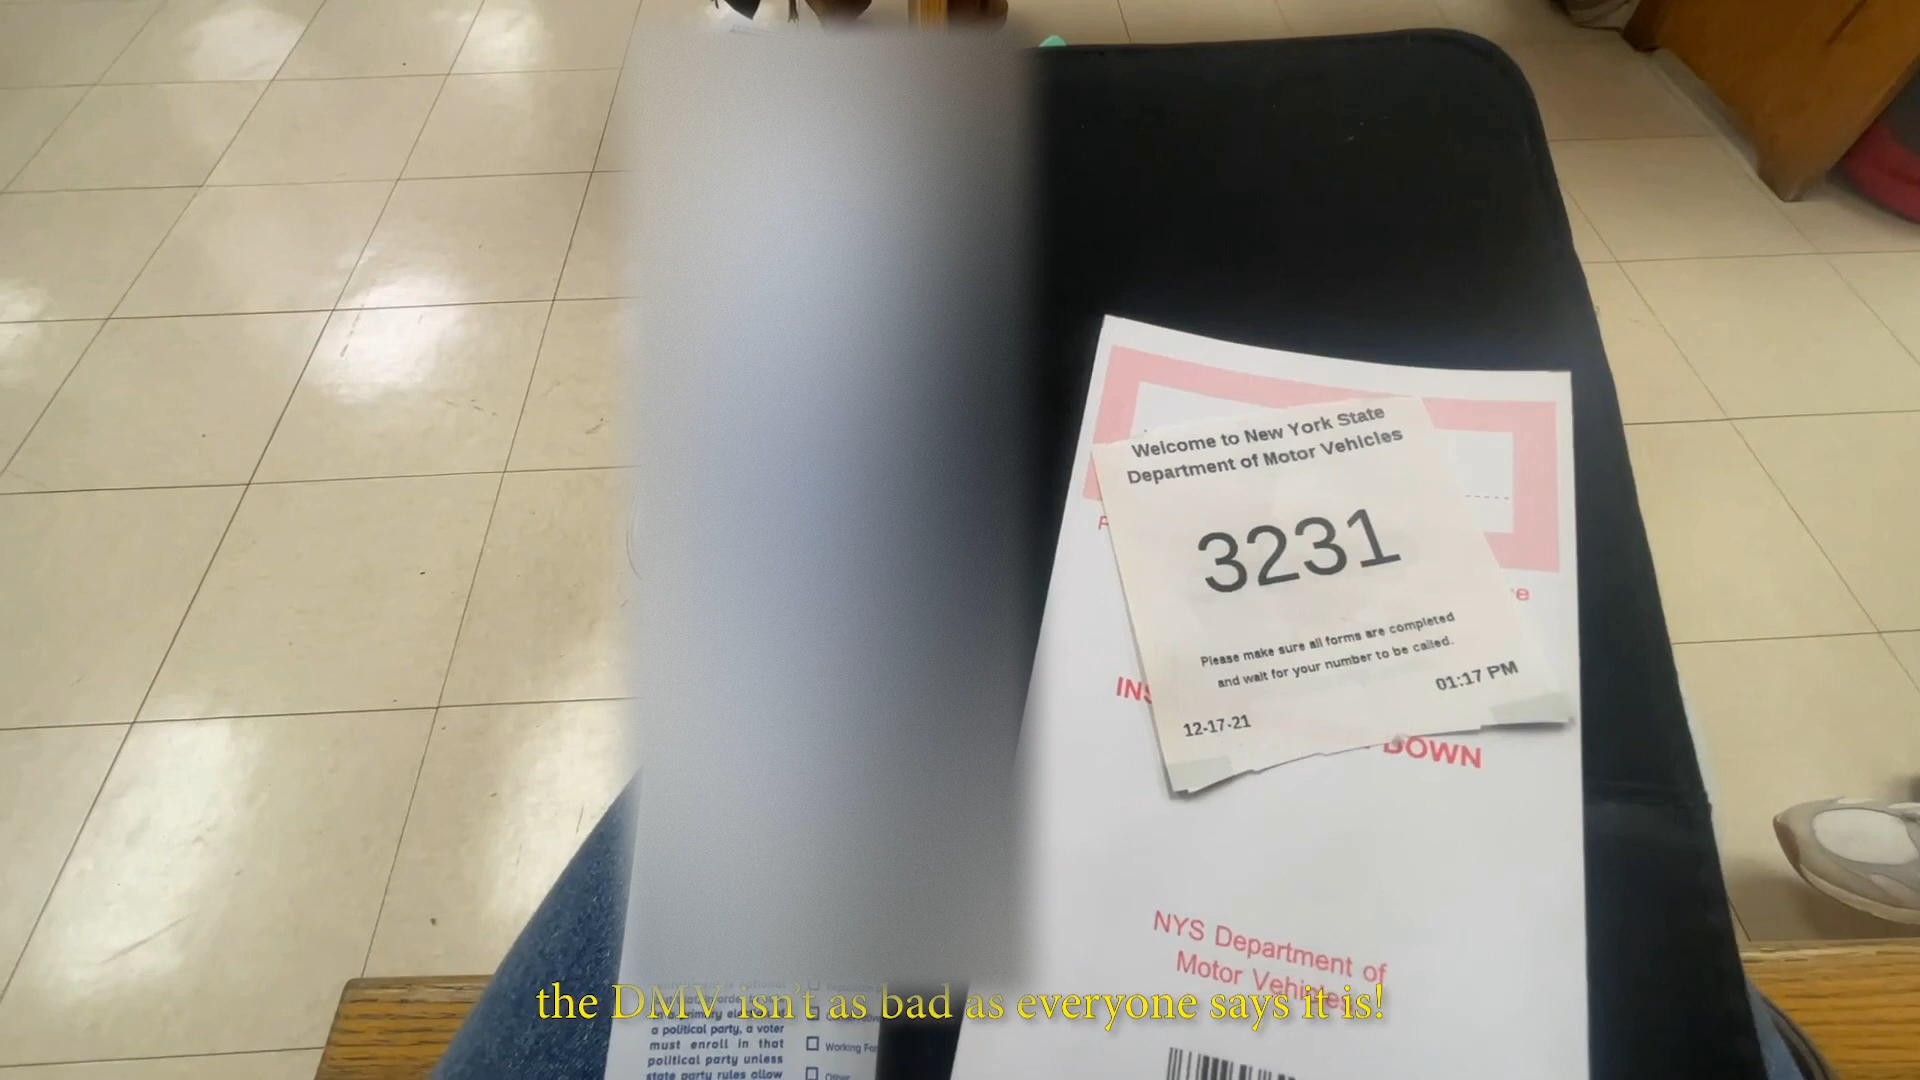 Welcome to New York State
Department of Motor Vehicles
3231
Please make sure all forms are completed
and wait for your number to be called.
01:17 PM
12-17-21
DOWN
NYS Department of
Motor Vehicles
the DMV isn't as bad as everyone says it is!
a political party, a voter
must enroll in that
political party unless
state party rules allow
Working
Other